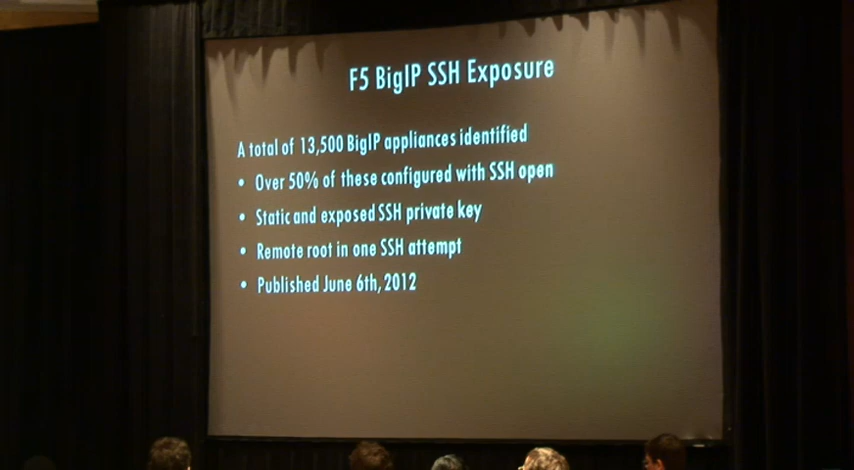 F5 BigIP SSH Exposure
A total of 13,500 BigIP appliances identified
• Over 50% of these configured with SSH open
• Static and exposed SSH private key
• Remote root in one SSH attempt
• Published June 6th, 2012